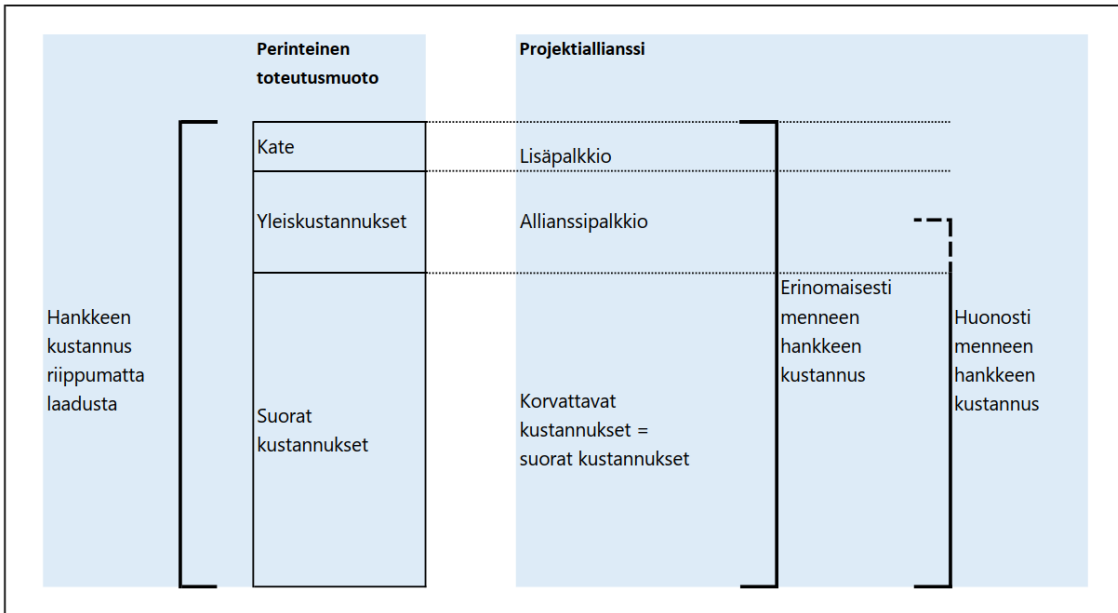 Perinteinen
toteutusmuoto
Projektiallianssi
Kate
Lisäpalkkio
Yleiskustannukset
Allianssipalkkio
Hankkeen
kustannus
riippumatta
laadusta
Suorat
kustannukset
Korvattavat
kustannukset =
suorat kustannukset
Erinomaisesti
menneen
hankkeen
kustannus
Huonosti
menneen
hankkeen
kustannus